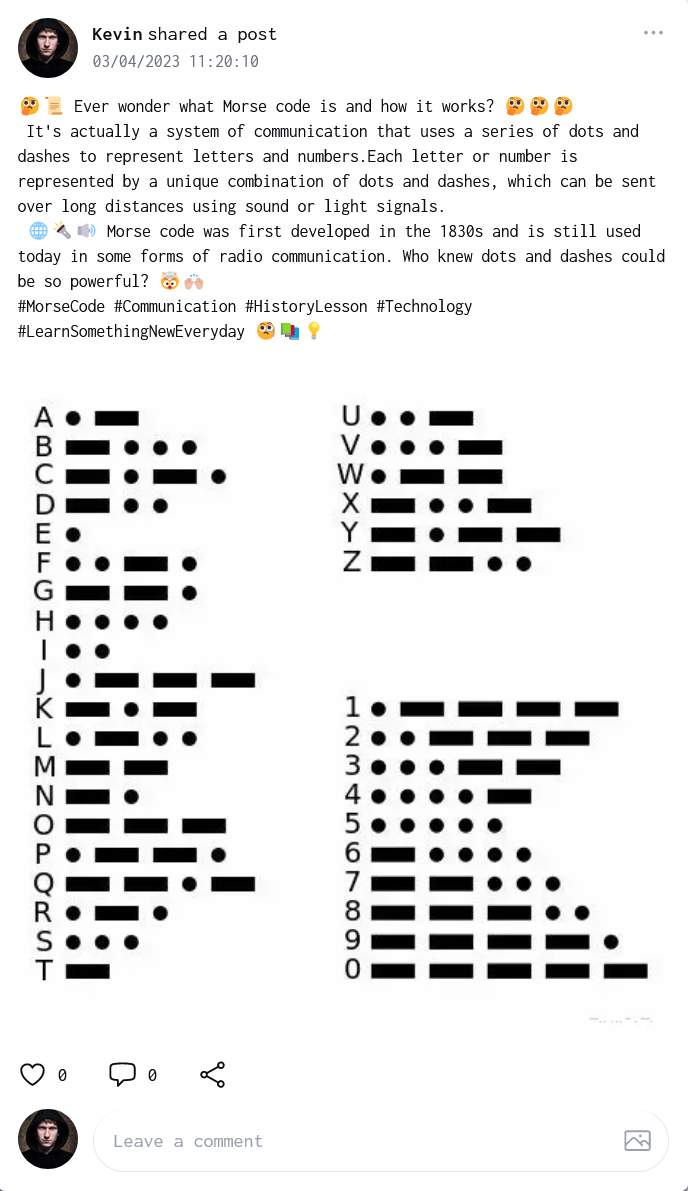 Kevin shared a post
03/04/2023 11:20:10
🤔📜 Ever wonder what Morse code is and how it works? 🤔🤔🤔
It's actually a system of communication that uses a series of dots and
dashes to represent letters and numbers.Each letter or number is
represented by a unique combination of dots and dashes, which can be sent
over long distances using sound or light signals.
🌐🔦🔊 Morse code was first developed in the 1830s and is still used
today in some forms of radio communication. Who knew dots and dashes could
be so powerful? 🤯🙌🏻
#MorseCode #Communication #HistoryLesson #Technology
#LearnSomethingNewEveryday 🧐📚💡
A ● ▬
B ▬ ● ● ●
C ▬ ● ▬ ●
D ▬ ● ●
E ●
F ● ● ▬ ●
G ▬ ▬ ●
H ● ● ● ●
I ● ●
J ● ▬ ▬ ▬
K ▬ ● ▬
L ● ▬ ● ●
M ▬ ▬
N ▬ ●
O ▬ ▬ ▬
P ● ▬ ▬ ●
Q ▬ ▬ ● ▬
R ● ▬ ●
S ● ● ●
T ▬
U ● ● ▬
V ● ● ● ▬
W ● ▬ ▬
X ▬ ● ● ▬
Y ▬ ● ▬ ▬
Z ▬ ▬ ● ●
1 ● ▬ ▬ ▬ ▬
2 ● ● ▬ ▬ ▬
3 ● ● ● ▬ ▬
4 ● ● ● ● ▬
5 ● ● ● ● ●
6 ▬ ● ● ● ●
7 ▬ ▬ ● ● ●
8 ▬ ▬ ▬ ● ●
9 ▬ ▬ ▬ ▬ ●
0 ▬ ▬ ▬ ▬ ▬
0 0
Leave a comment